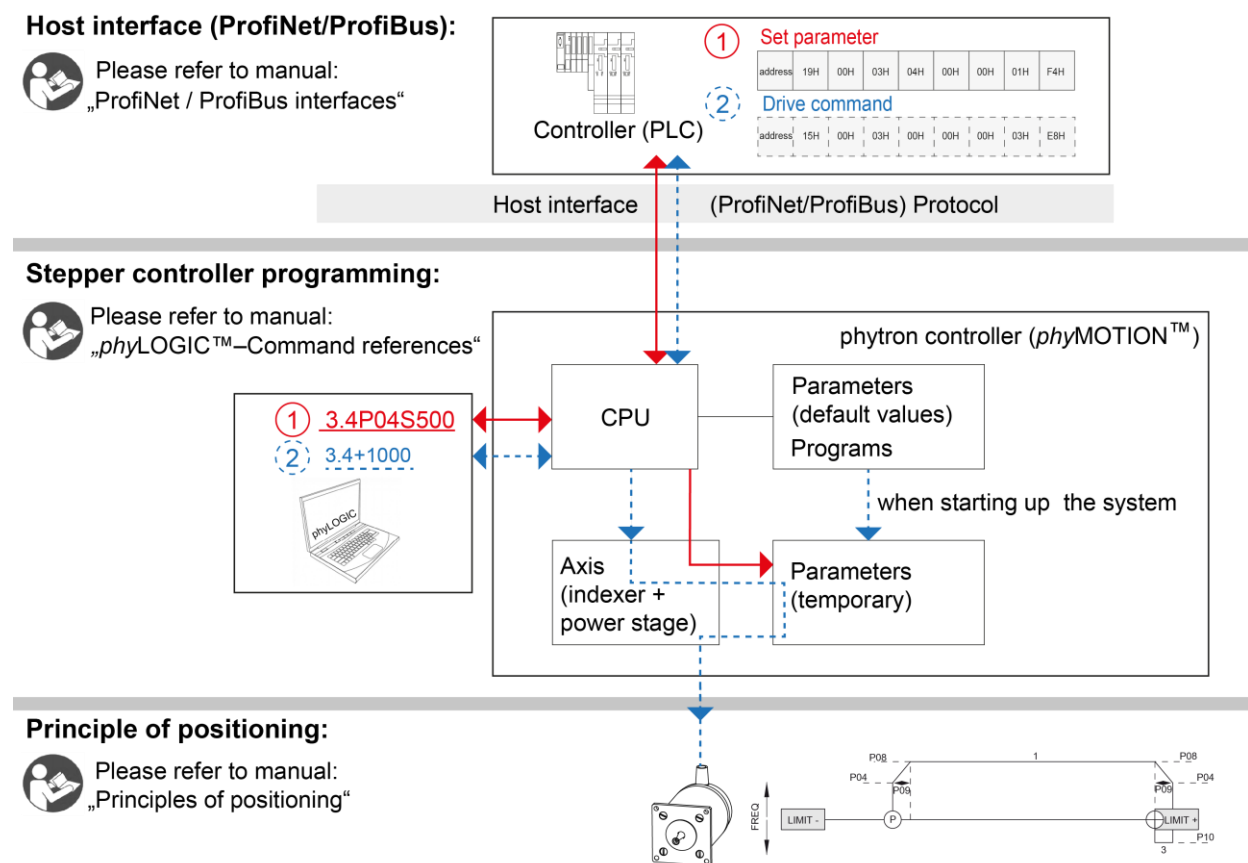 Host interface (ProfiNet/ProfiBus):
Please refer to manual:
„ProfiNet / ProfiBus interfaces“
Controller (PLC)
1 Set parameter
address 19H 00H 03H 04H 00H 00H 01H F4H
2 Drive command
address 15H 00H 03H 00H 00H 00H 03H E8H
Host interface (ProfiNet/ProfiBus) Protocol
Stepper controller programming:
Please refer to manual:
„phyLOGIC™–Command references“
phytron controller (phyMOTION™)
1 3.4P04S500
2 3.4+1000
phyLOGIC
CPU
Parameters
(default values)
Programs
when starting up the system
Axis
(indexer +
power stage)
Parameters
(temporary)
Principle of positioning:
Please refer to manual:
„Principles of positioning“
FREQ
P08 1 P08
P04 P04
P09 P09
LIMIT - P LIMIT +
P10
3